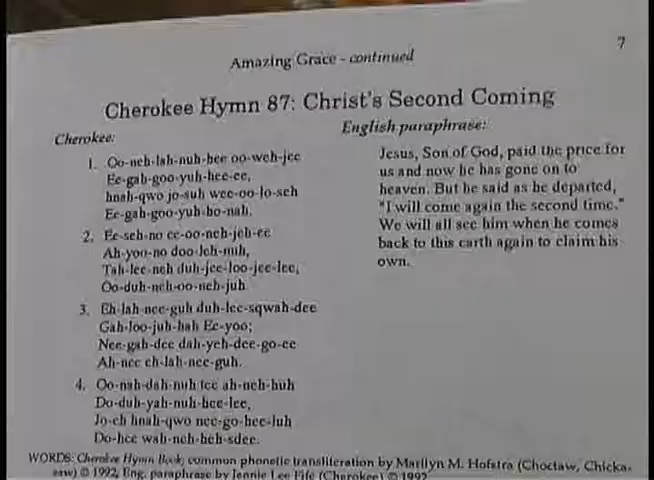 7
Amazing Grace - continued
Cherokee Hymn 87: Christ's Second Coming
Cherokee:
1. Oo-neh-lah-nuh-hee oo-weh-jee
Ee-gah-goo-yuh-hee-ee,
hnah-qwo jo-suh wee-oo-lo-seh
Ee-gah-goo-yuh-ho-nah.
2. Ee-seh-no ee-oo-neh-jeh-ee
Ah-yoo-no doo-leh-nuh,
Tah-lee-neh duh-jee-loo-jee-lee,
Oo-duh-neh-oo-neh-juh.
3. Eh-lah-nee-guh duh-lee-sqwah-dee
Gah-loo-juh-hah Ee-yoo;
Nee-gah-dee dah-yeh-dee-go-ee
Ah-nee eh-lah-nee-guh.
4. Oo-nah-dah-nuh tee ah-neh-huh
Do-duh-yah-nuh-hee-lee,
Jo-eh hnah-qwo nee-go-hee-luh
Do-hee wah-neh-heh-sdee.
English paraphrase:
Jesus, Son of God, paid the price for
us and now he has gone on to
heaven. But he said as he departed,
"I will come again the second time."
We will all see him when he comes
back to this earth again to claim his
own.
WORDS: Cherokee Hymn Book; common phonetic transliteration by Marilyn M. Hofstra (Choctaw, Chicka-
saw) © 1992, Eng. paraphrase by Jennie Lee Fife (Cherokee) © 1992